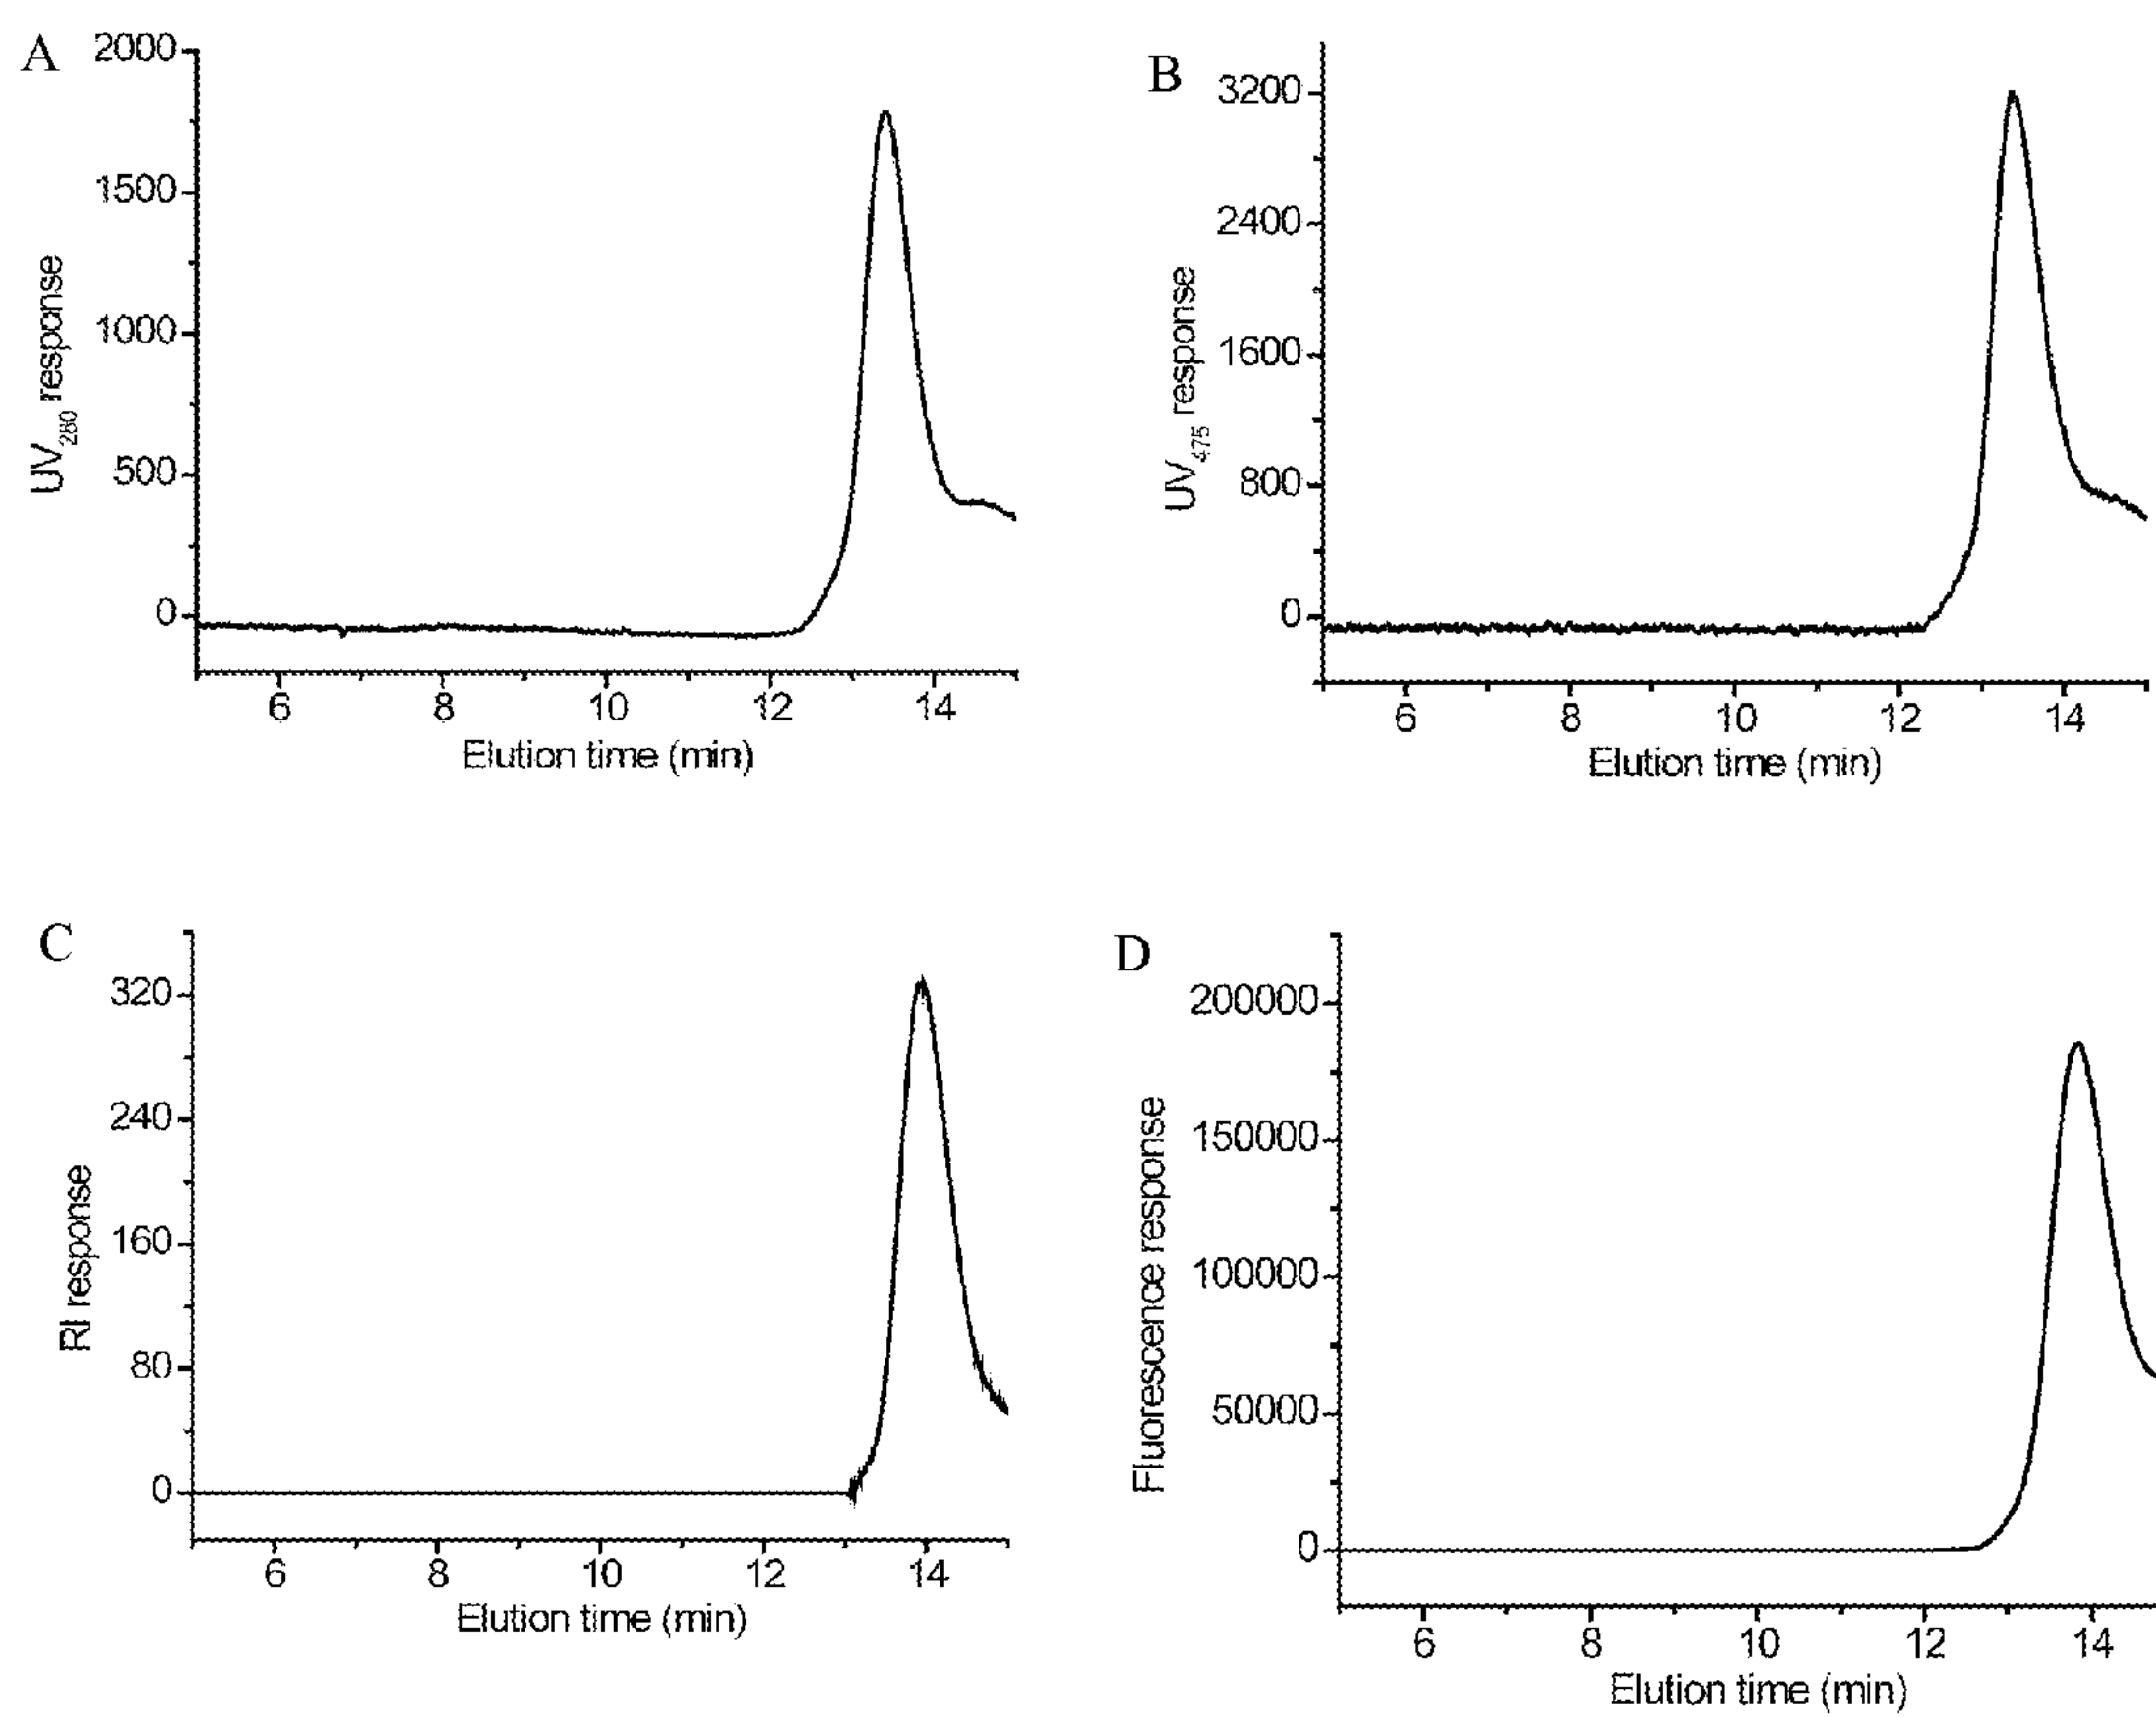 A
2000
1500
1000
500
0
UV280 response
6 8 10 12 14
Elution time (min)
B
3200
2400
1600
800
0
UV475 response
6 8 10 12 14
Elution time (min)
C
320
240
160
80
0
RI response
6 8 10 12 14
Elution time (min)
D
200000
150000
100000
50000
0
Fluorescence response
6 8 10 12 14
Elution time (min)